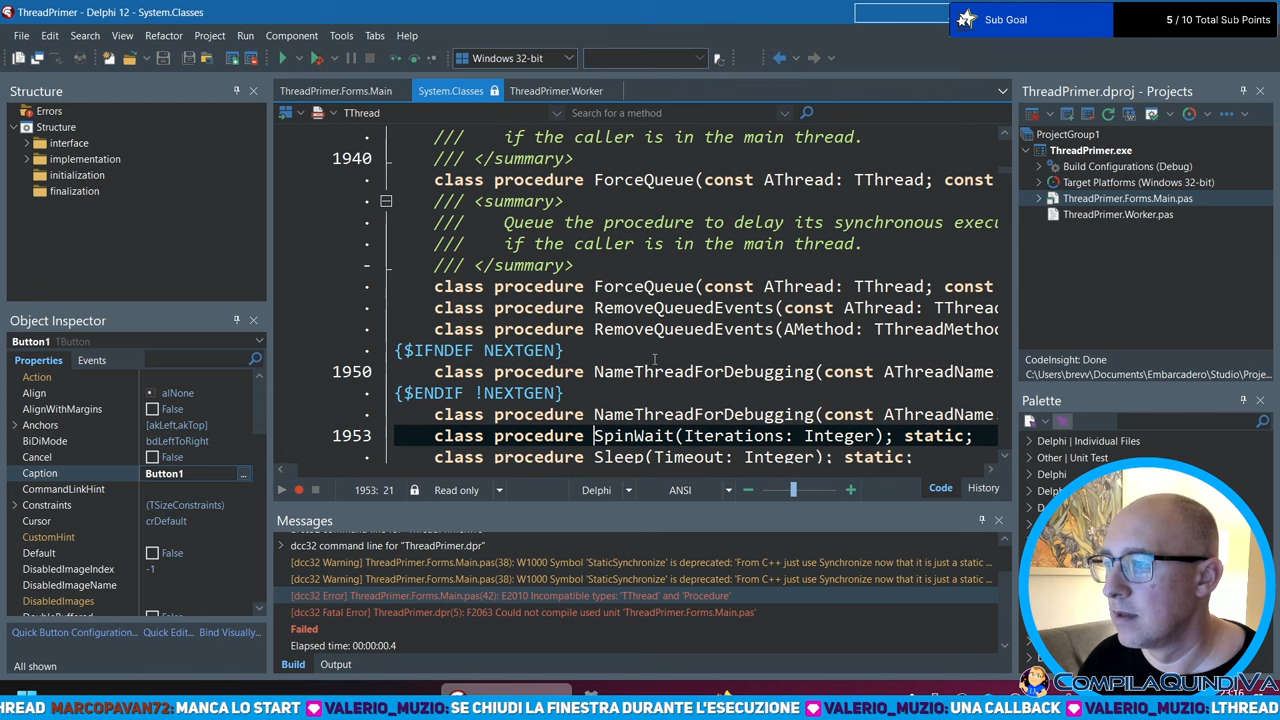 ThreadPrimer - Delphi 12 - System.Classes
Sub Goal
5 / 10 Total Sub Points
File Edit Search View Refactor Project Run Component Tools Tabs Help
Windows 32-bit
Structure
Errors
Structure
interface
implementation
initialization
finalization
Object Inspector
Button1 TButton
Properties Events
Action
Align alNone
AlignWithMargins False
Anchors [akLeft,akTop]
BiDiMode bdLeftToRight
Cancel False
Caption Button1 ...
CommandLinkHint
Constraints (TSizeConstraints)
Cursor crDefault
CustomHint
Default False
DisabledImageIndex -1
DisabledImageName
DisabledImages
DoubleBuffered
Quick Button Configuration... Quick Edit... Bind Visually...
All shown
ThreadPrimer.Forms.Main System.Classes ThreadPrimer.Worker
TThread Search for a method
/// if the caller is in the main thread.
1940 /// </summary>
class procedure ForceQueue(const AThread: TThread; const
/// <summary>
/// Queue the procedure to delay its synchronous execu
/// if the caller is in the main thread.
/// </summary>
class procedure ForceQueue(const AThread: TThread; const
class procedure RemoveQueuedEvents(const AThread: TThread
class procedure RemoveQueuedEvents(AMethod: TThreadMethod
{$IFNDEF NEXTGEN}
1950 class procedure NameThreadForDebugging(const AThreadName:
{$ENDIF !NEXTGEN}
class procedure NameThreadForDebugging(const AThreadName:
1953 class procedure SpinWait(Iterations: Integer); static;
class procedure Sleep(Timeout: Integer); static;
1953: 21 Read only Delphi ANSI Code History
Messages
dcc32 command line for "ThreadPrimer.dpr"
[dcc32 Warning] ThreadPrimer.Forms.Main.pas(38): W1000 Symbol 'StaticSynchronize' is deprecated: 'From C++ just use Synchronize now that it is just a static ...
[dcc32 Warning] ThreadPrimer.Forms.Main.pas(38): W1000 Symbol 'StaticSynchronize' is deprecated: 'From C++ just use Synchronize now that it is just a static ...
[dcc32 Error] ThreadPrimer.Forms.Main.pas(42): E2010 Incompatible types: 'TThread' and 'Procedure'
[dcc32 Fatal Error] ThreadPrimer.dpr(5): F2063 Could not compile used unit 'ThreadPrimer.Forms.Main.pas'
Failed
Elapsed time: 00:00:00.4
Build Output
ThreadPrimer.dproj - Projects
ProjectGroup1
ThreadPrimer.exe
Build Configurations (Debug)
Target Platforms (Windows 32-bit)
ThreadPrimer.Forms.Main.pas
ThreadPrimer.Worker.pas
CodeInsight: Done
C:\Users\brevv\Documents\Embarcadero\Studio\Proje...
Palette
Delphi | Individual Files
Other | Unit Test
Delphi
COMPILAQUINDIVA
23:16
THREAD MARCOPAVAN72: MANCA LO START VALERIO_MUZIO: SE CHIUDI LA FINESTRA DURANTE L'ESECUZIONE VALERIO_MUZIO: UNA CALLBACK VALERIO_MUZIO: LTHREAD